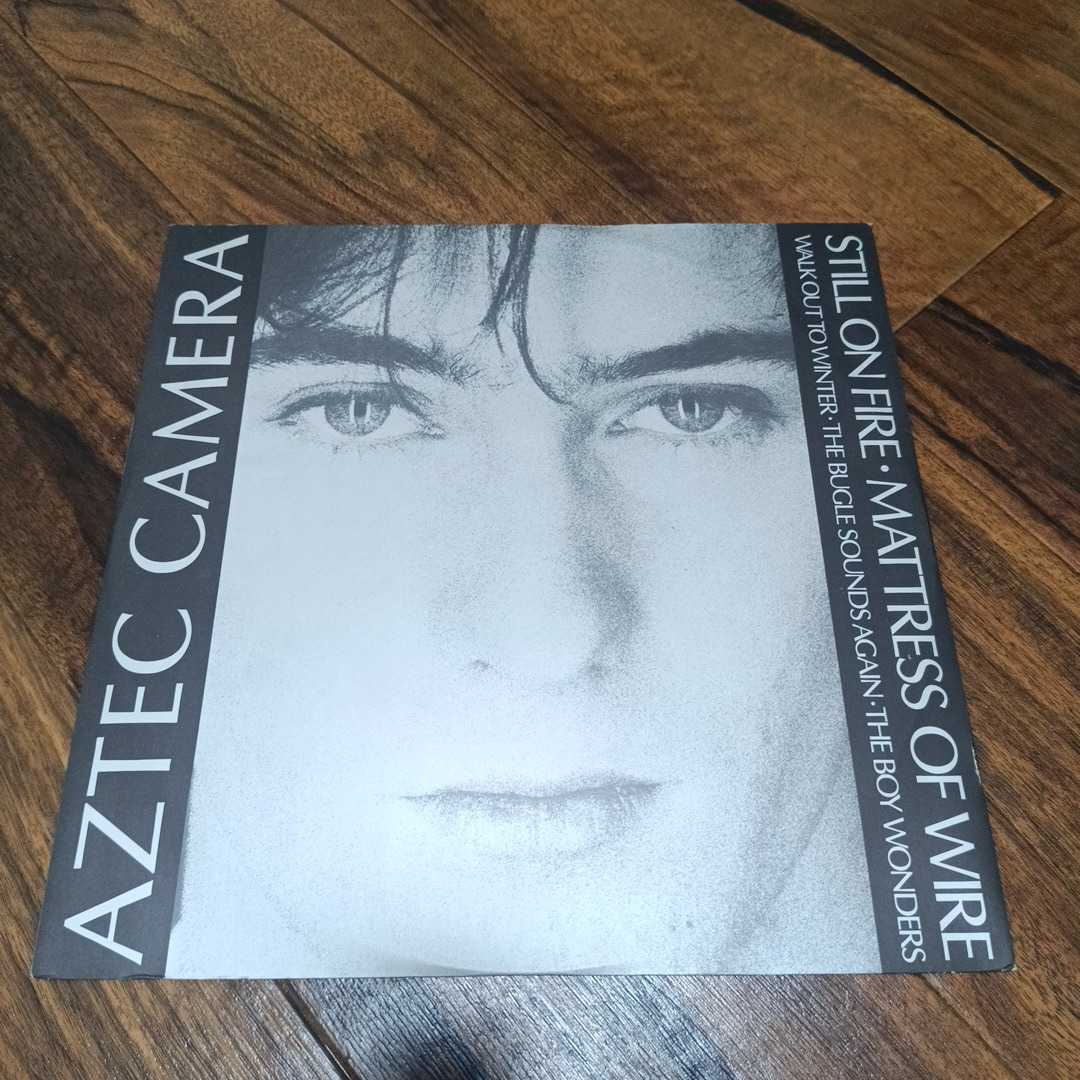 AZTEC CAMERA
STILL ON FIRE · MATTRESS OF WIRE
WALK OUT TO WINTER · THE BUGLE SOUNDS AGAIN · THE BOY WONDERS